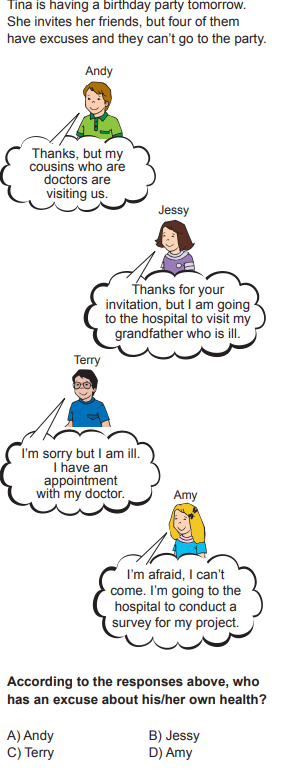 Tina is having a birthday party tomorrow.
She invites her friends, but four of them
have excuses and they can't go to the party.
Andy
Thanks, but my
cousins who are
doctors are
visiting us.
Jessy
Thanks for your
invitation, but I am going
to the hospital to visit my
grandfather who is ill.
Terry
I'm sorry but I am ill.
I have an
appointment
with my doctor.
Amy
I'm afraid, I can't
come. I'm going to the
hospital to conduct a
survey for my project.
According to the responses above, who
has an excuse about his/her own health?
A) Andy B) Jessy
C) Terry D) Amy